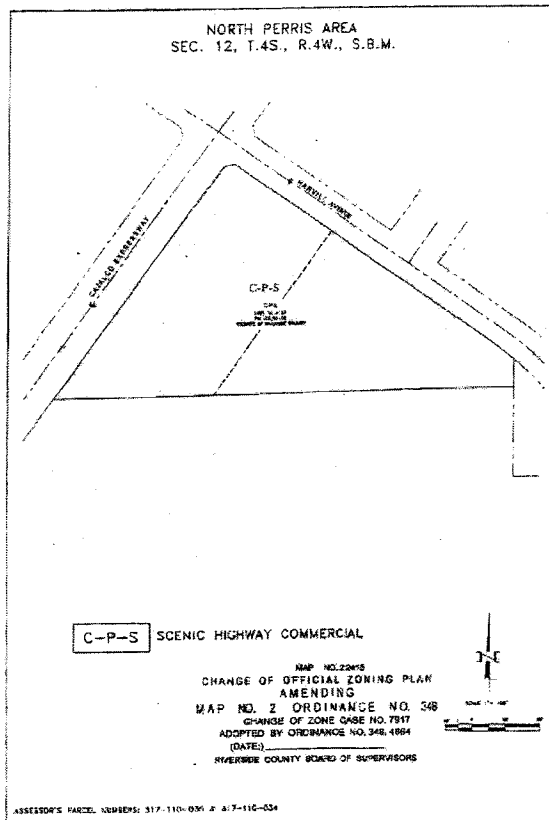 NORTH PERRIS AREA
SEC. 12, T.4S., R.4W., S.B.M.
HARVILL AVENUE
CAJALCO EXPRESSWAY
C-P-S
C-P-S SCENIC HIGHWAY COMMERCIAL
MAP NO.
CHANGE OF OFFICIAL ZONING PLAN
AMENDING
MAP NO. 2 ORDINANCE NO. 348
CHANGE OF ZONE CASE NO. 7917
ADOPTED BY ORDINANCE NO. 348.4864
(DATE:)
RIVERSIDE COUNTY BOARD OF SUPERVISORS
N
ASSESSOR'S PARCEL NUMBERS: